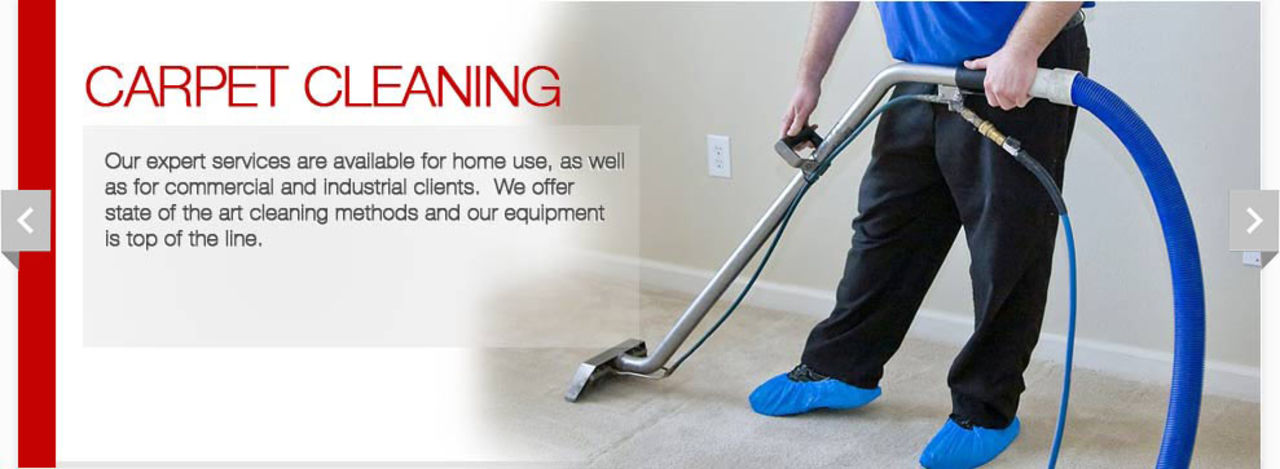 CARPET CLEANING
Our expert services are available for home use, as well
as for commercial and industrial clients.  We offer
state of the art cleaning methods and our equipment
is top of the line.